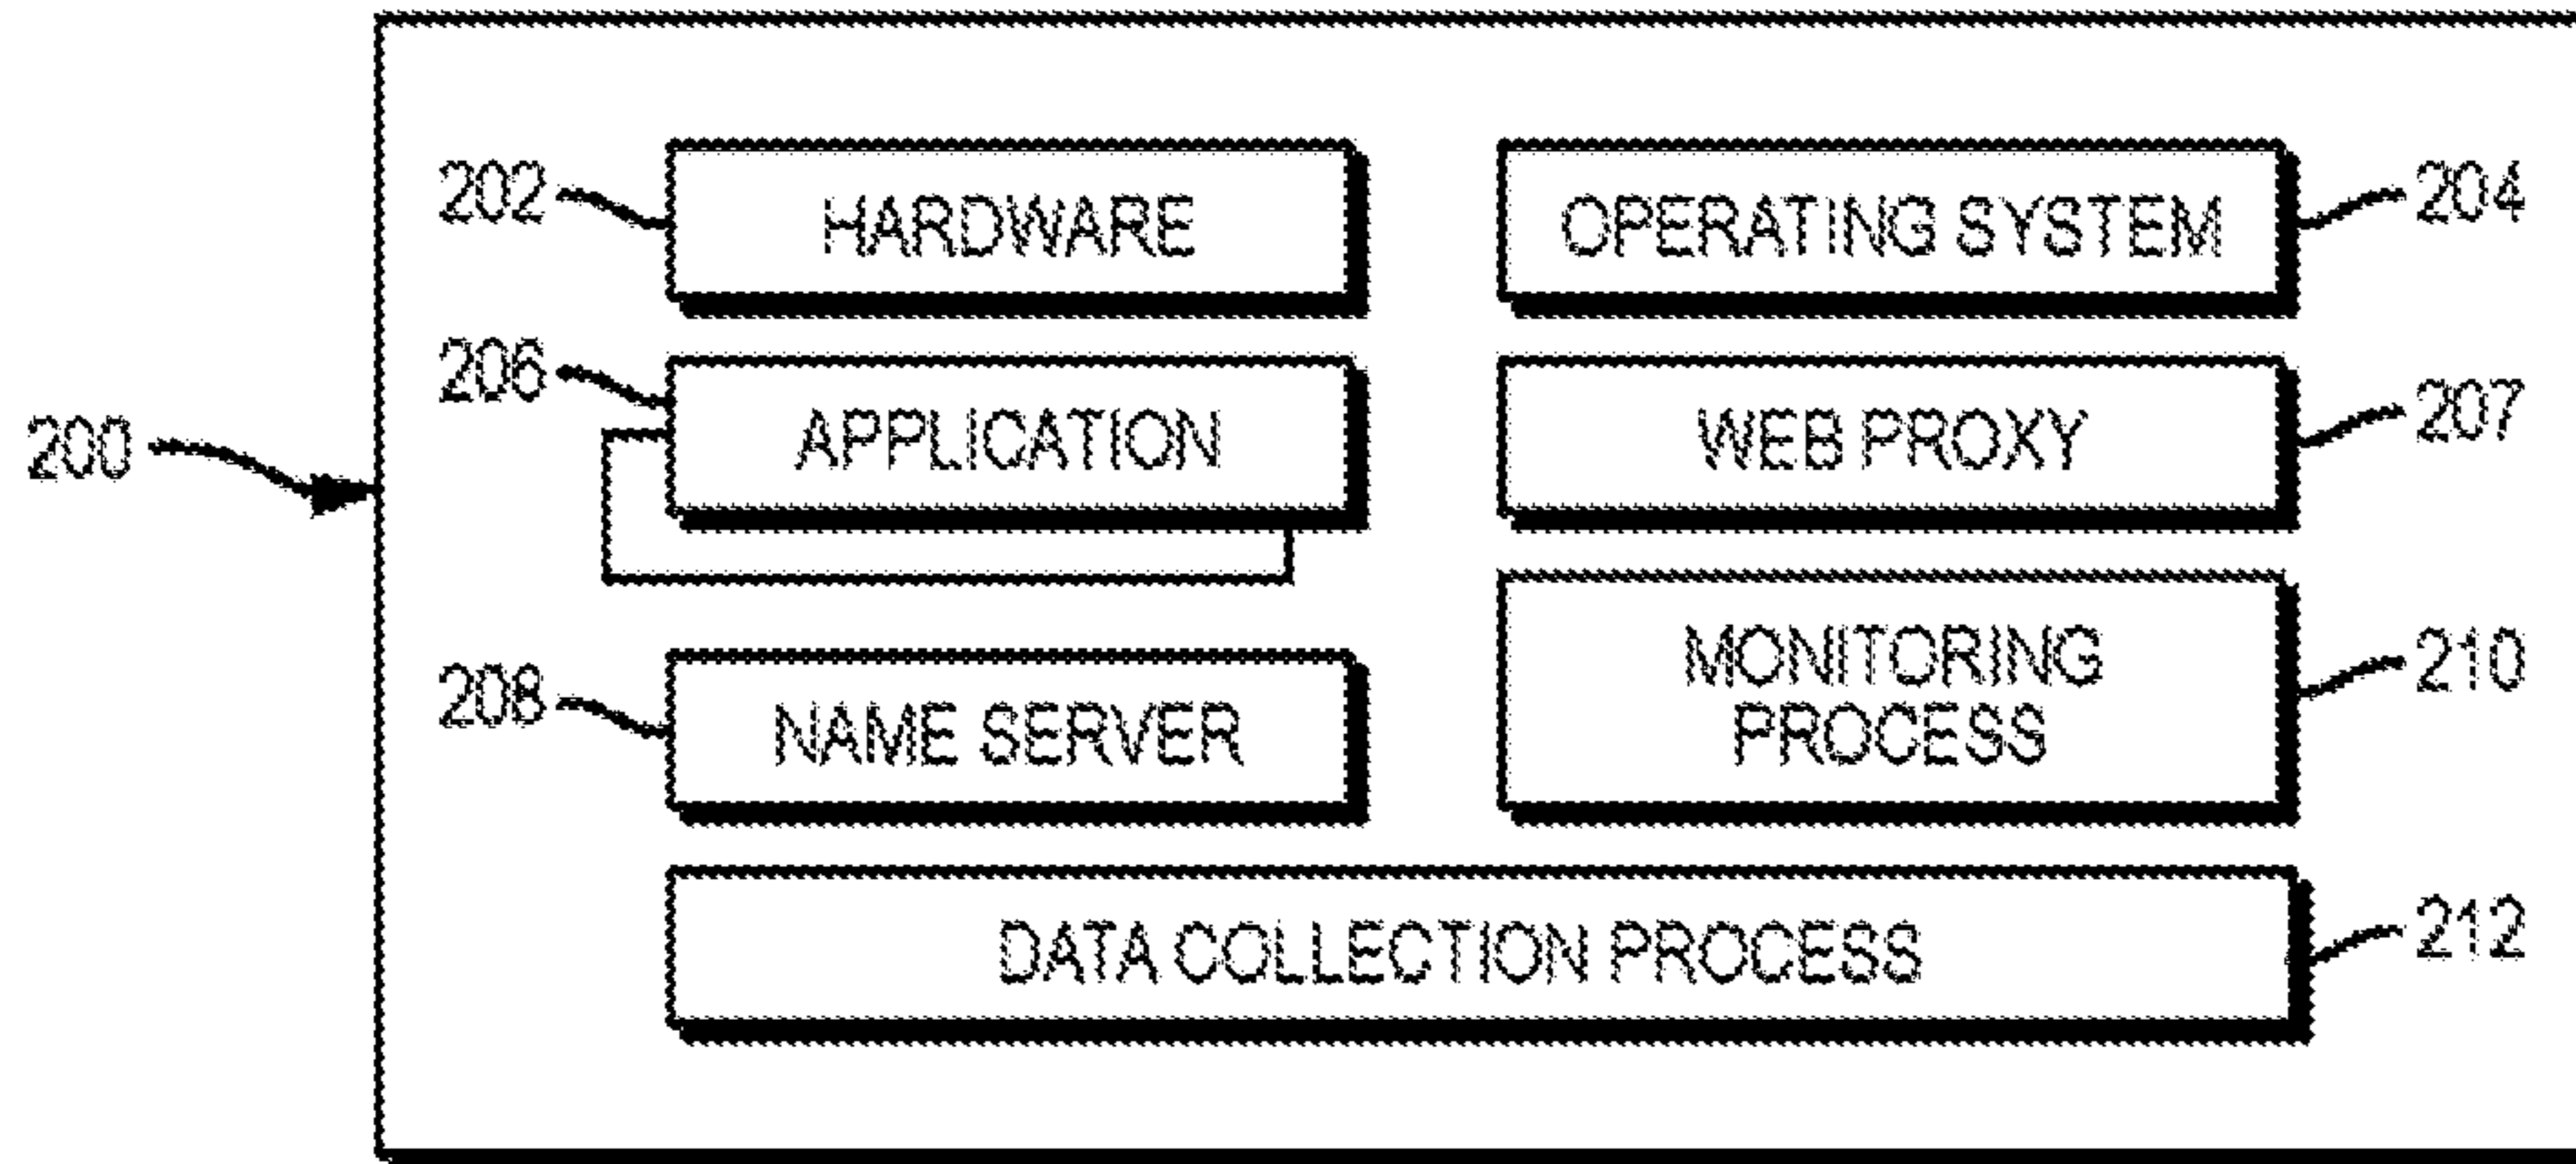 202
HARDWARE
OPERATING SYSTEM
204
206
APPLICATION
WEB PROXY
207
200
208
NAME SERVER
MONITORING
PROCESS
210
DATA COLLECTION PROCESS
212